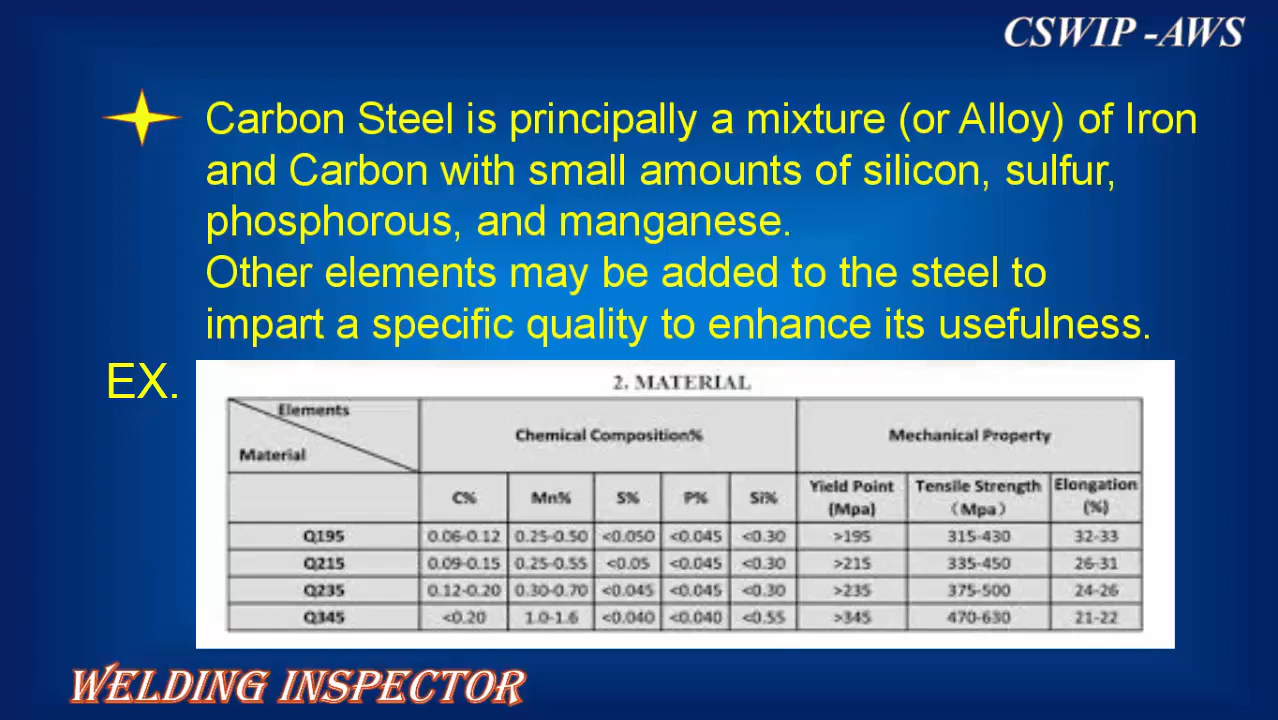 CSWIP -AWS
Carbon Steel is principally a mixture (or Alloy) of Iron
and Carbon with small amounts of silicon, sulfur,
phosphorous, and manganese.
Other elements may be added to the steel to
impart a specific quality to enhance its usefulness.
EX.
2. MATERIAL
Elements
Material
Chemical Composition%
Mechanical Property
C% Mn% S% P% Si% Yield Point (Mpa) Tensile Strength (Mpa) Elongation (%)
Q195 0.06-0.12 0.25-0.50 <0.050 <0.045 <0.30 >195 315-430 32-33
Q215 0.09-0.15 0.25-0.55 <0.05 <0.045 <0.30 >215 335-450 26-31
Q235 0.12-0.20 0.30-0.70 <0.045 <0.045 <0.30 >235 375-500 24-26
Q345 <0.20 1.0-1.6 <0.040 <0.040 <0.55 >345 470-630 21-22
WELDING INSPECTOR